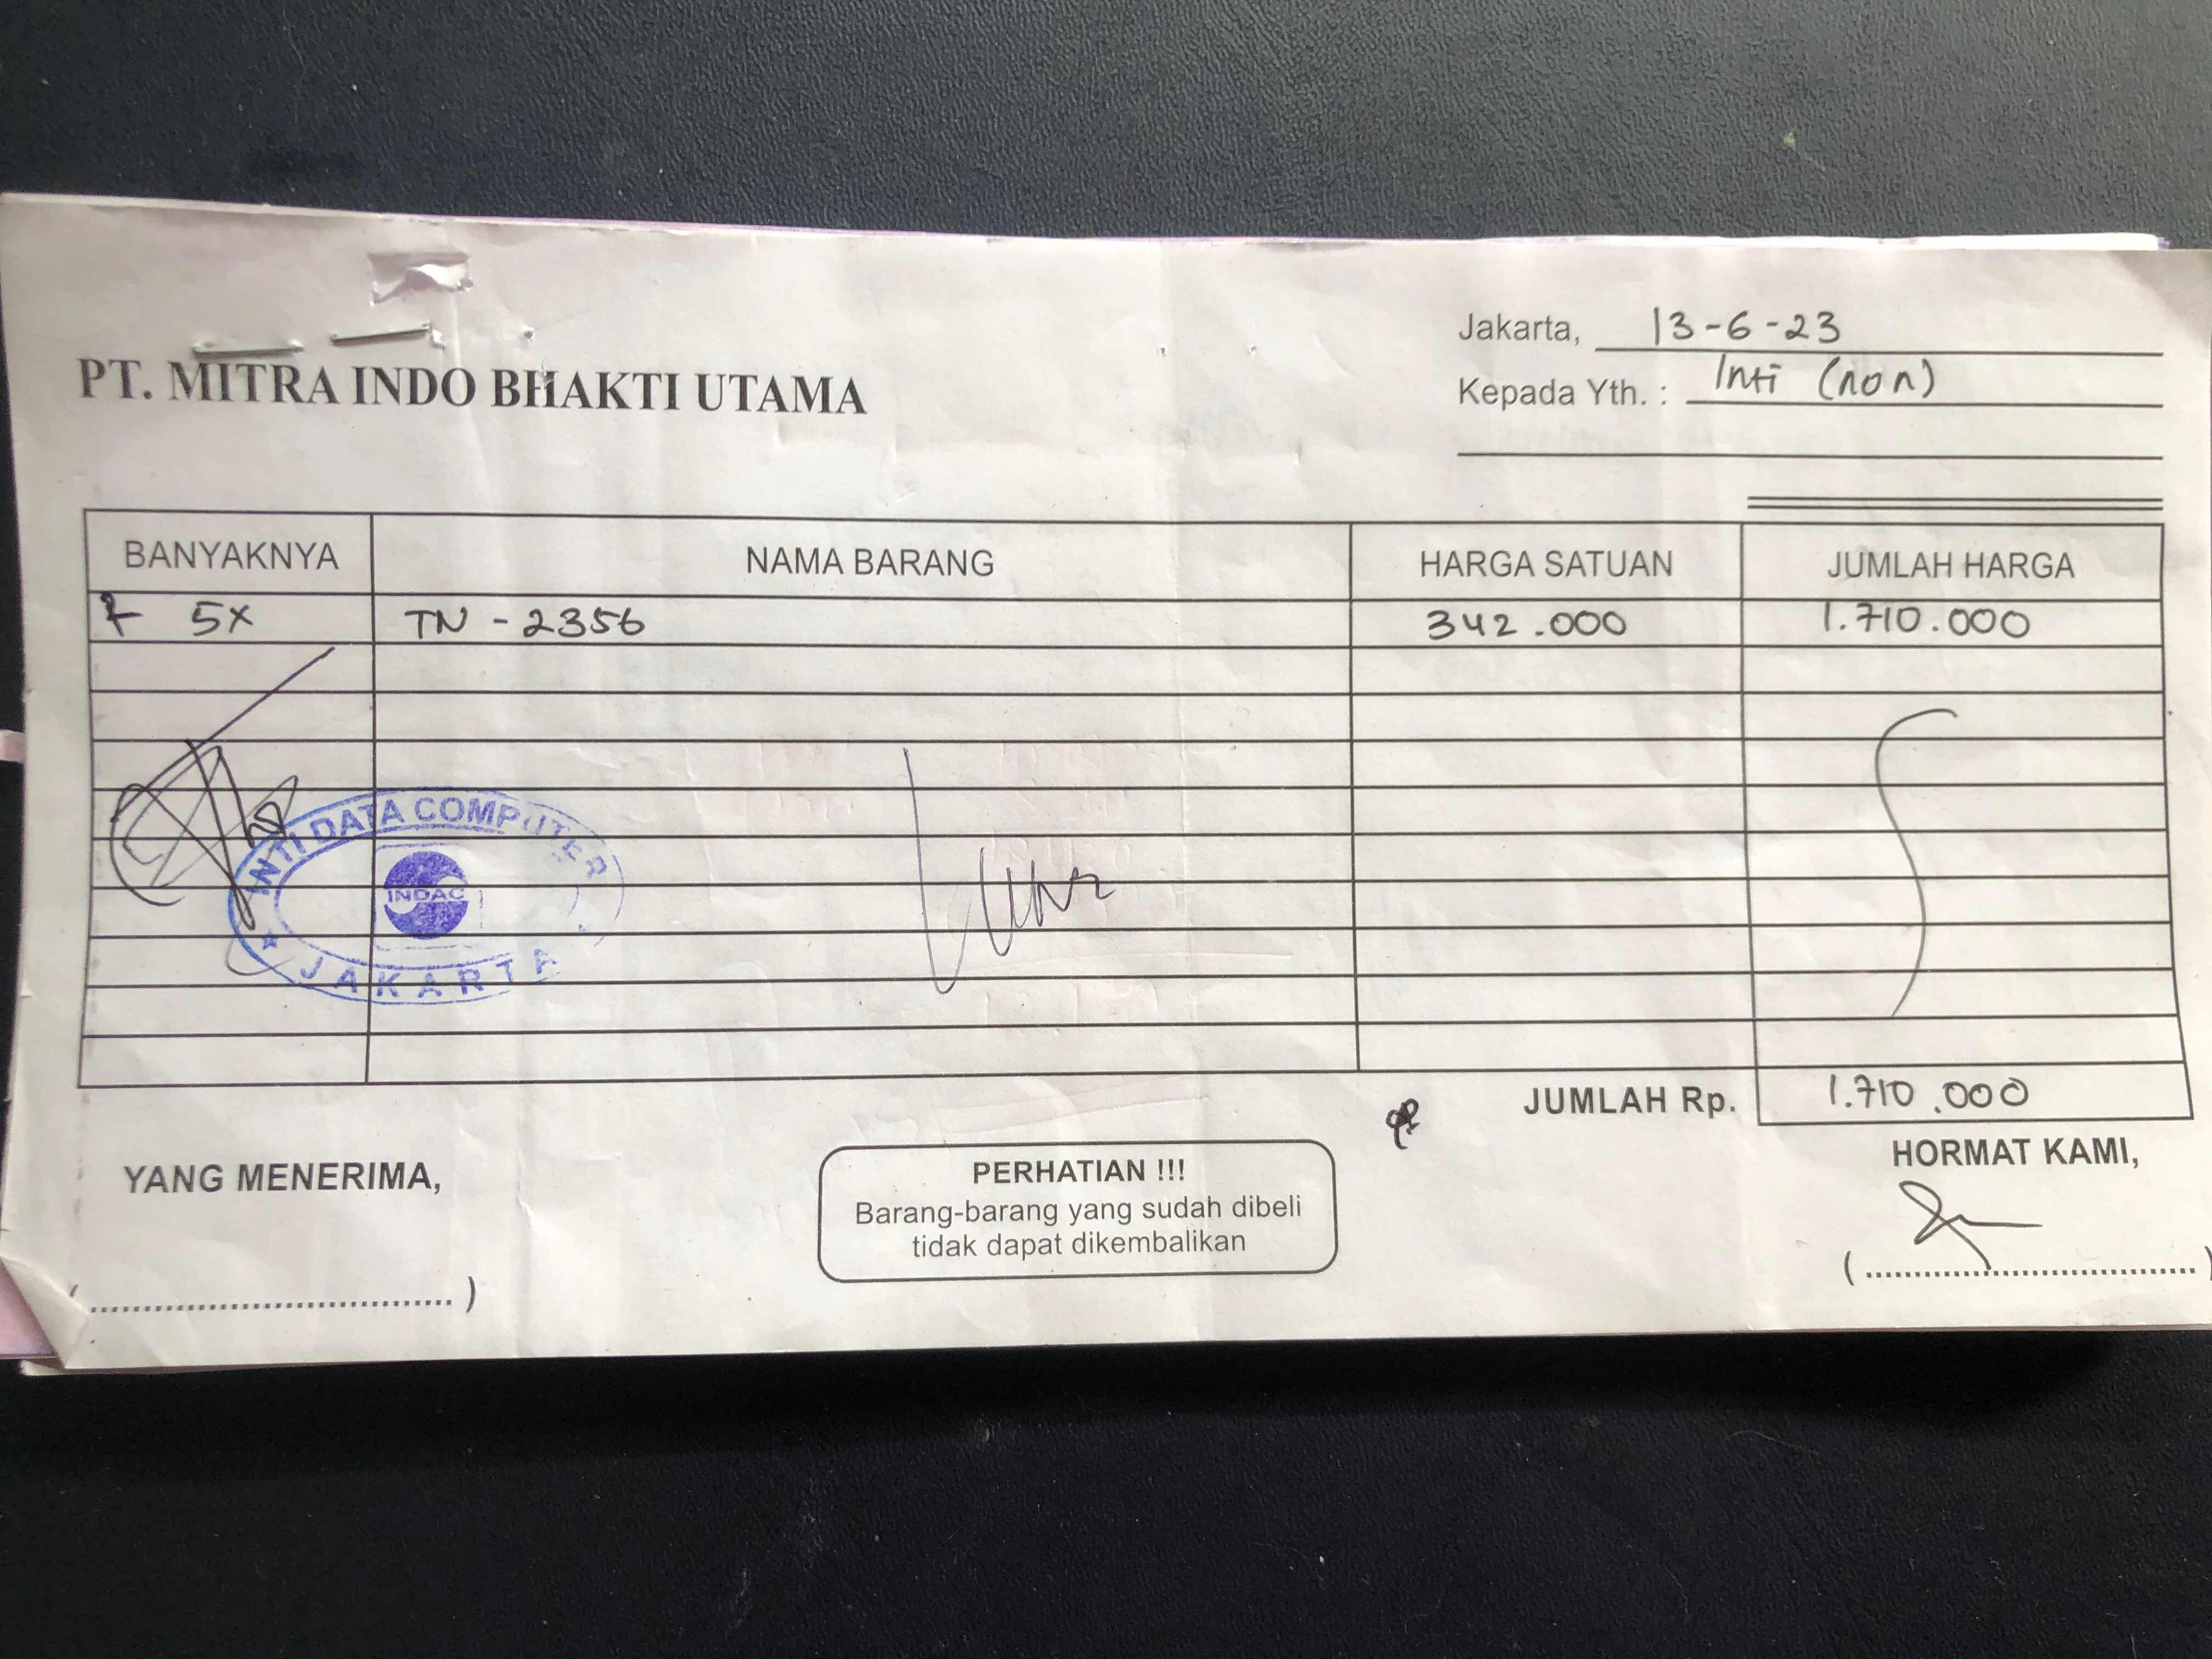 PT. MITRA INDO BHAKTI UTAMA
Jakarta, 13-6-23
Kepada Yth. : Inti (non)
BANYAKNYA NAMA BARANG HARGA SATUAN JUMLAH HARGA
5x TN - 2356 342.000 1.710.000
INTI DATA COMPUTER
INDAC
JAKARTA
JUMLAH Rp. 1.710.000
YANG MENERIMA,
PERHATIAN !!!
Barang-barang yang sudah dibeli
tidak dapat dikembalikan
HORMAT KAMI,